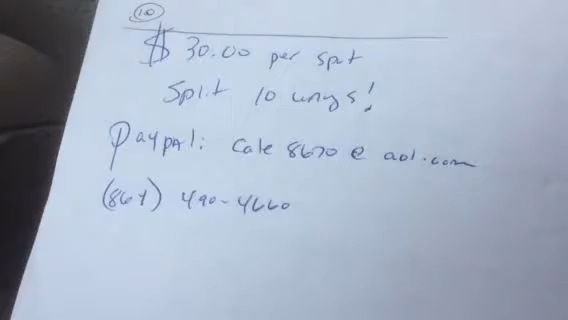 10
$30.00 per spot
Split 10 ways!
Paypal: Cale8670@aol.com
(864) 490-4660